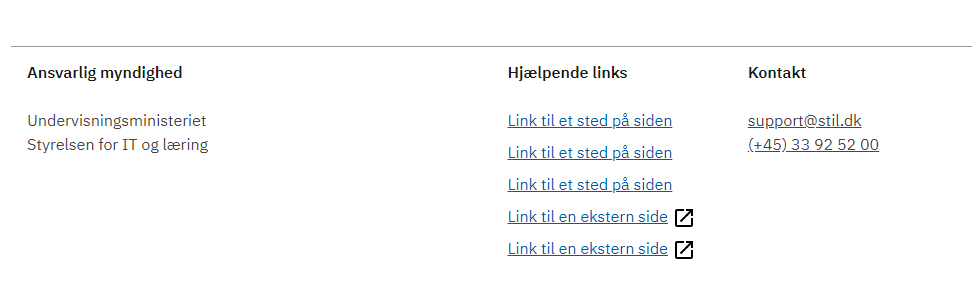 Ansvarlig myndighed
Undervisningsministeriet
Styrelsen for IT og læring
Hjælpende links
Link til et sted på siden
Link til et sted på siden
Link til et sted på siden
Link til en ekstern side
Link til en ekstern side
Kontakt
support@stil.dk
(+45) 33 92 52 00